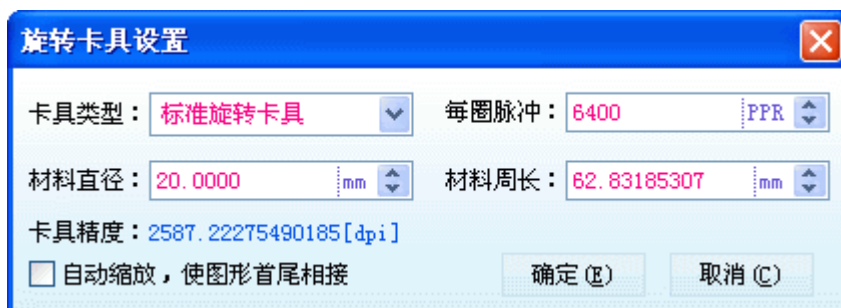 旋转卡具设置
卡具类型：标准旋转卡具 每圈脉冲：6400 PPR
材料直径：20.0000 mm 材料周长：62.83185307 mm
卡具精度：2587.22275490185[dpi]
自动缩放，使图形首尾相接 确定(E) 取消(C)